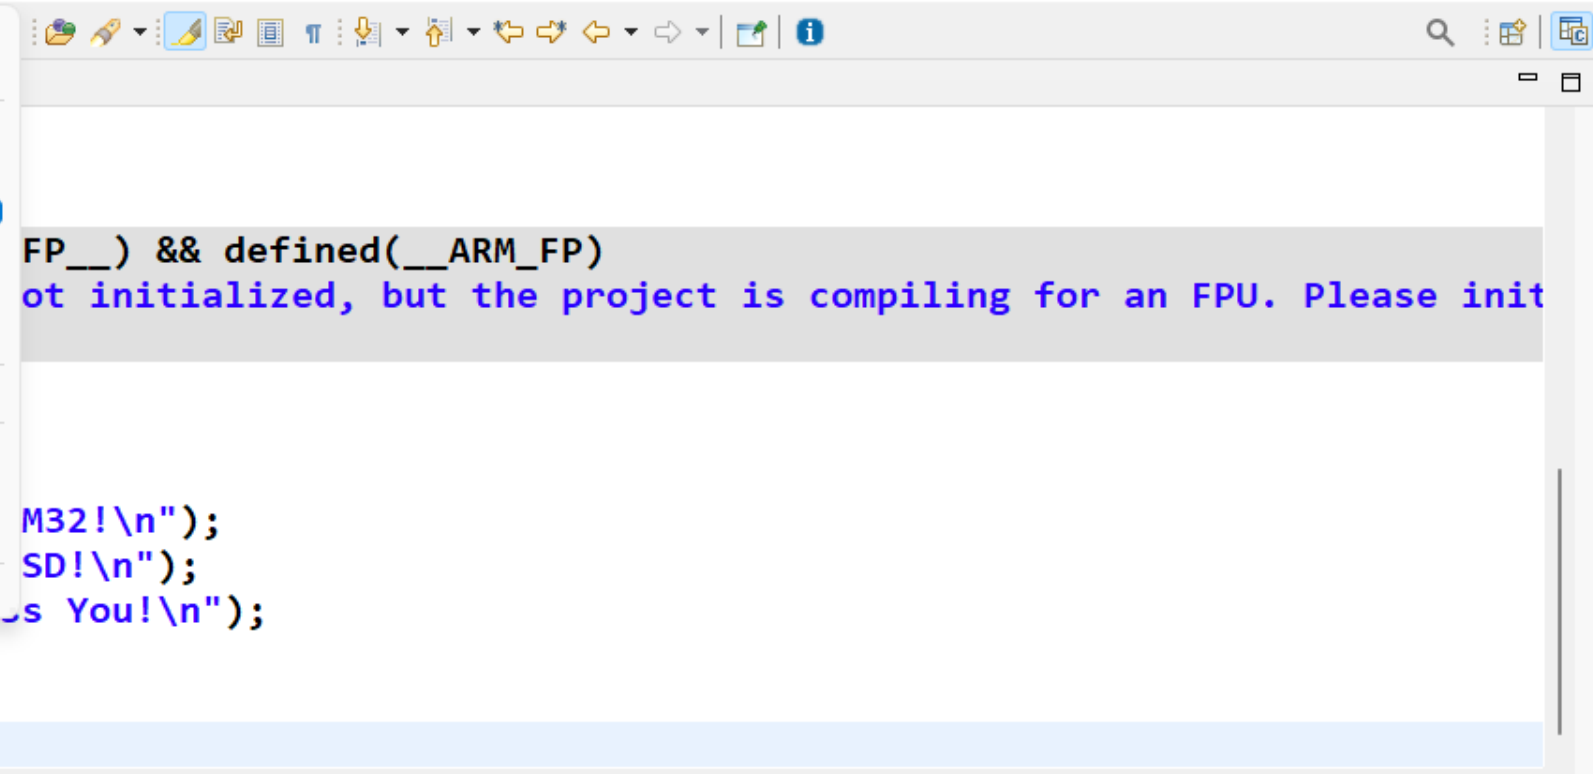 FP__) && defined(__ARM_FP)
ot initialized, but the project is compiling for an FPU. Please init
M32!\n");
SD!\n");
s You!\n");